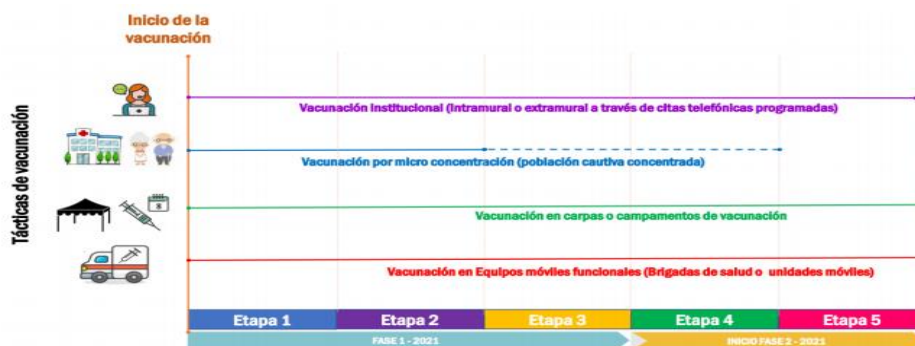 Inicio de la
vacunación
Tácticas de vacunación
Vacunación Institucional (Intramural o extramural a través de citas telefónicas programadas)
Vacunación por micro concentración (población cautiva concentrada)
Vacunación en carpas o campamentos de vacunación
Vacunación en Equipos móviles funcionales (Brigadas de salud o unidades móviles)
Etapa 1
Etapa 2
Etapa 3
Etapa 4
Etapa 5
FASE 1 - 2021
INICIO FASE 2 - 2021